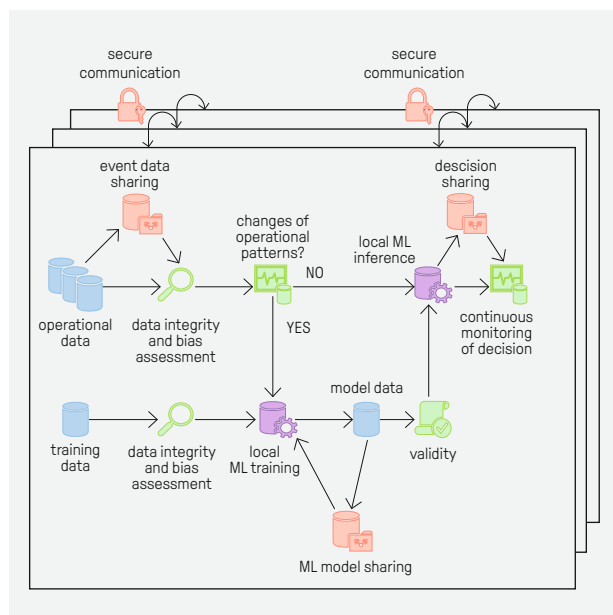 secure
communication
secure
communication
event data
sharing
descision
sharing
changes of
operational
patterns?
local ML
inference
NO
operational
data
data integrity
and bias
assessment
continuous
monitoring
of decision
YES
model data
training
data
data integrity
and bias
assessment
local
ML training
validity
ML model sharing